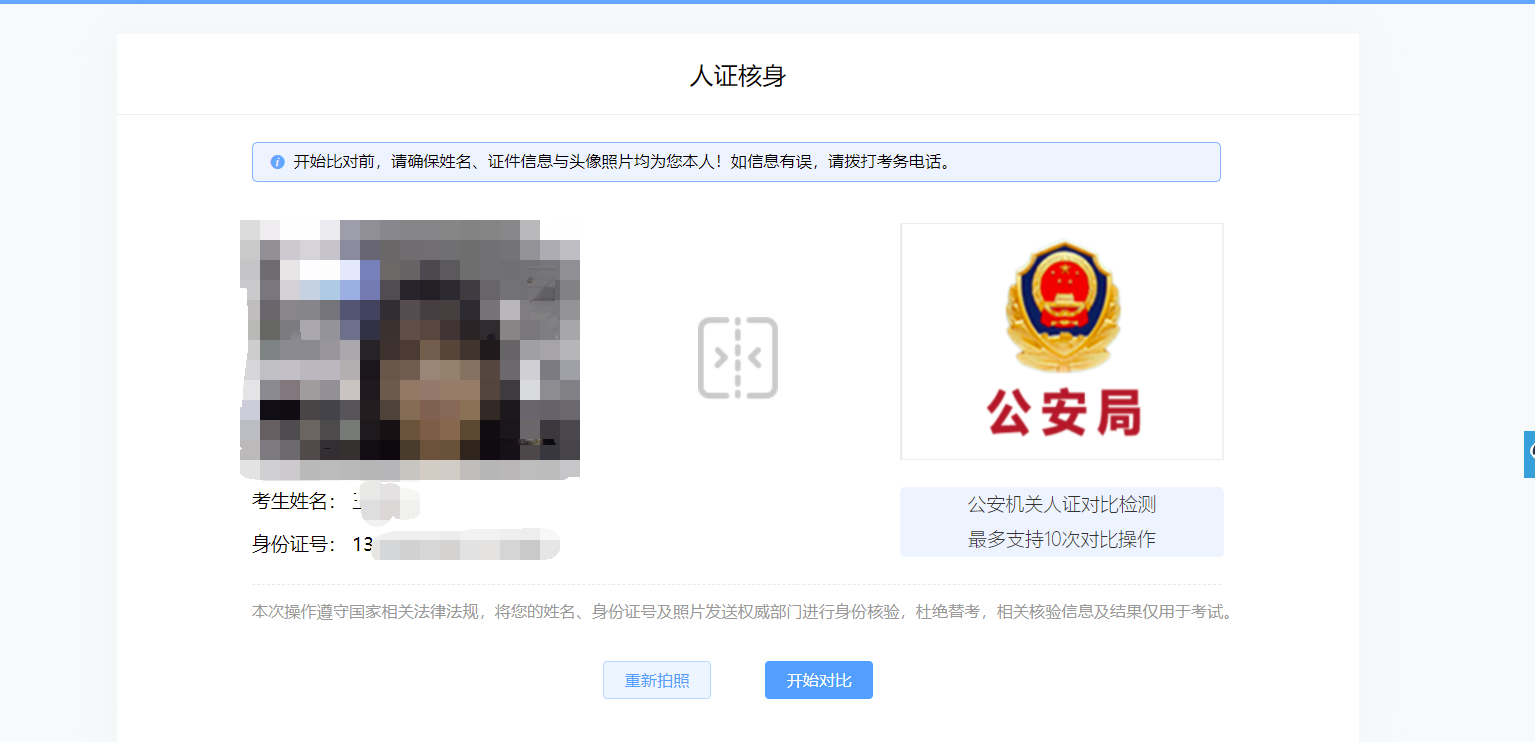 人证核身
开始比对前，请确保姓名、证件信息与头像照片均为您本人！如信息有误，请拨打考务电话。
公安局
考生姓名：
身份证号： 13
公安机关人证对比检测
最多支持10次对比操作
本次操作遵守国家相关法律法规，将您的姓名、身份证号及照片发送权威部门进行身份核验，杜绝替考，相关核验信息及结果仅用于考试。
重新拍照
开始对比